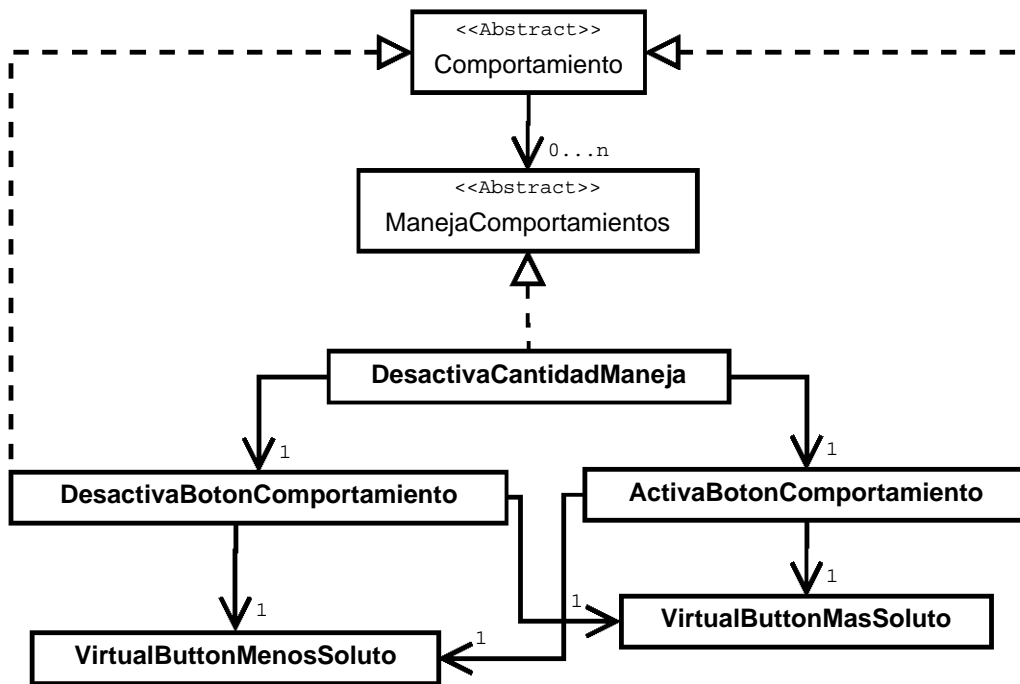 <<Abstract>>
Comportamiento
0...n
<<Abstract>>
ManejaComportamientos
DesactivaCantidadManeja
1
1
DesactivaBotonComportamiento
ActivaBotonComportamiento
1
1
1
1
VirtualButtonMasSoluto
VirtualButtonMenosSoluto